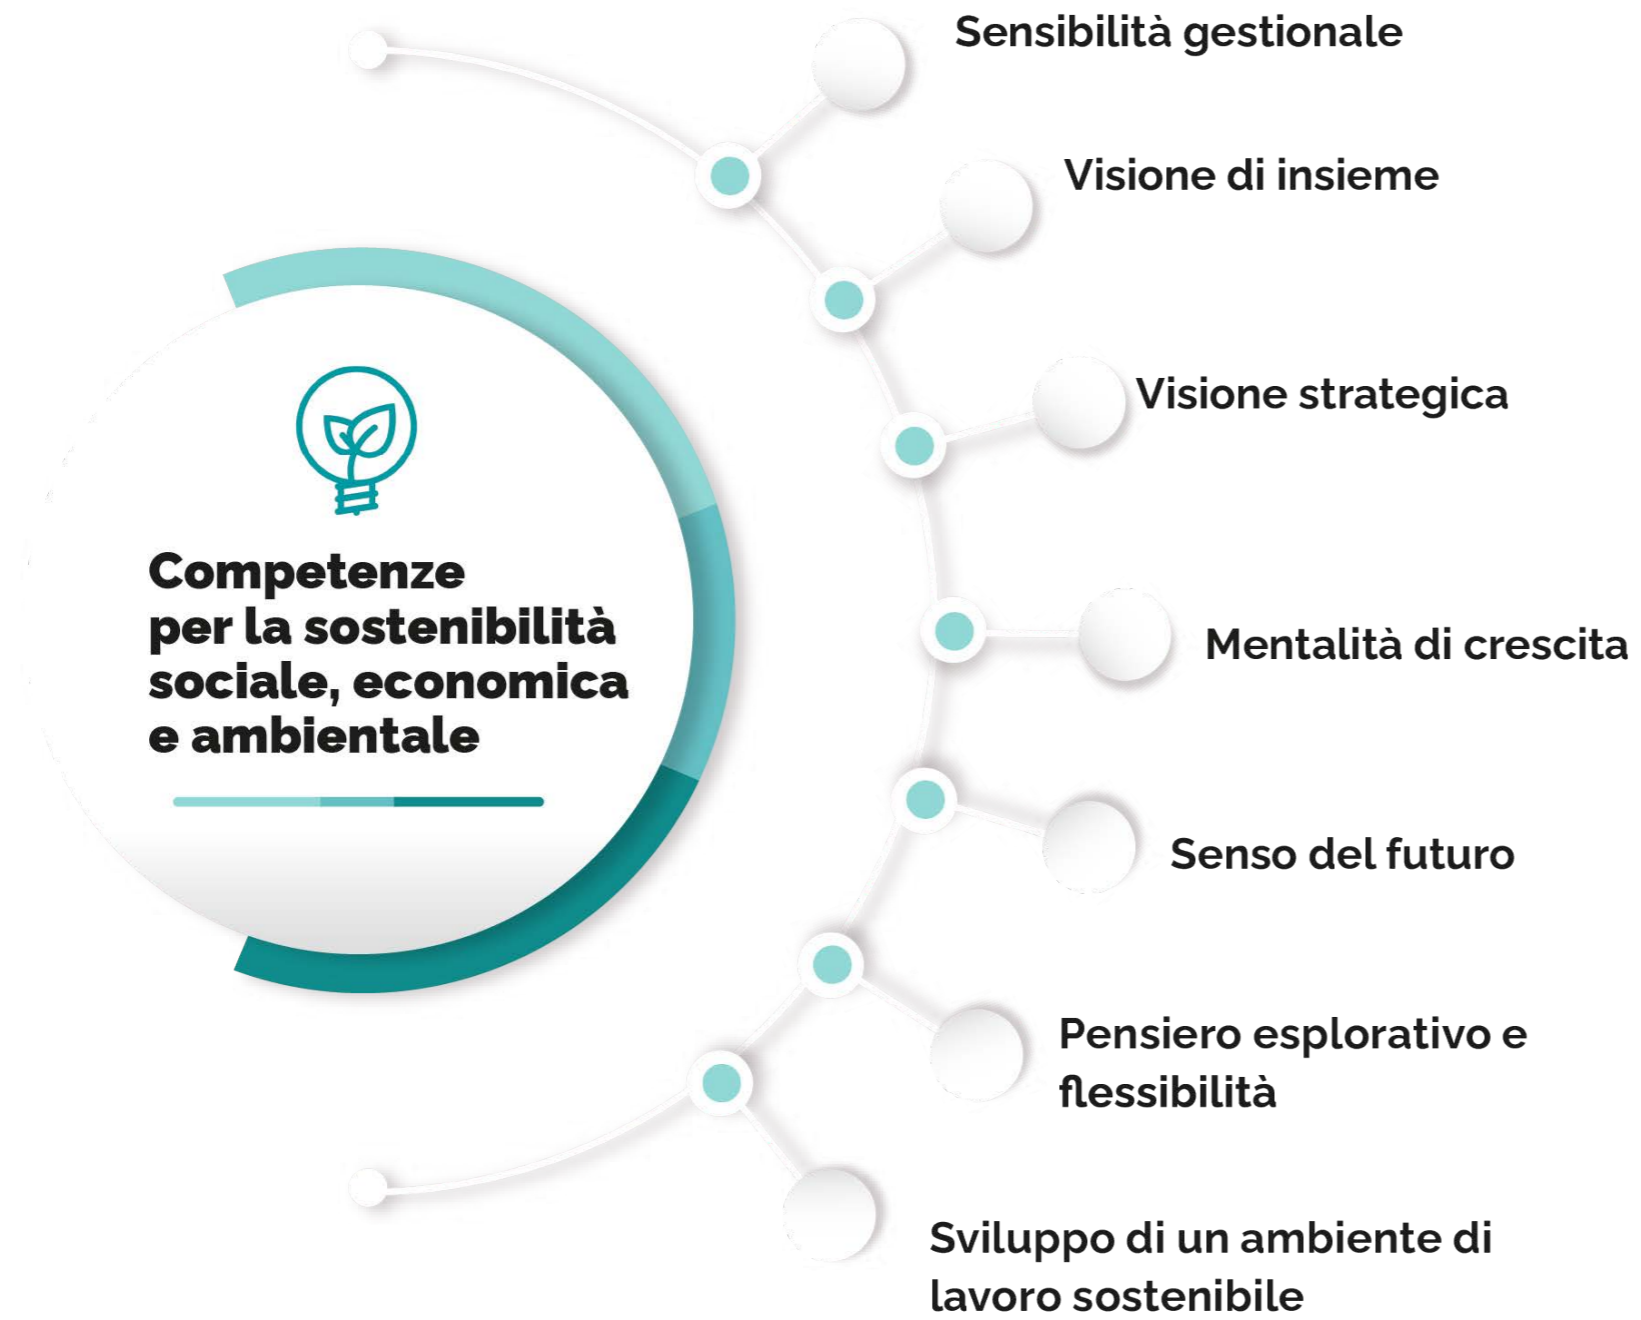 Sensibilità gestionale
Visione di insieme
Visione strategica
Competenze
per la sostenibilità
sociale, economica
e ambientale
Mentalità di crescita
Senso del futuro
Pensiero esplorativo e
flessibilità
Sviluppo di un ambiente di
lavoro sostenibile